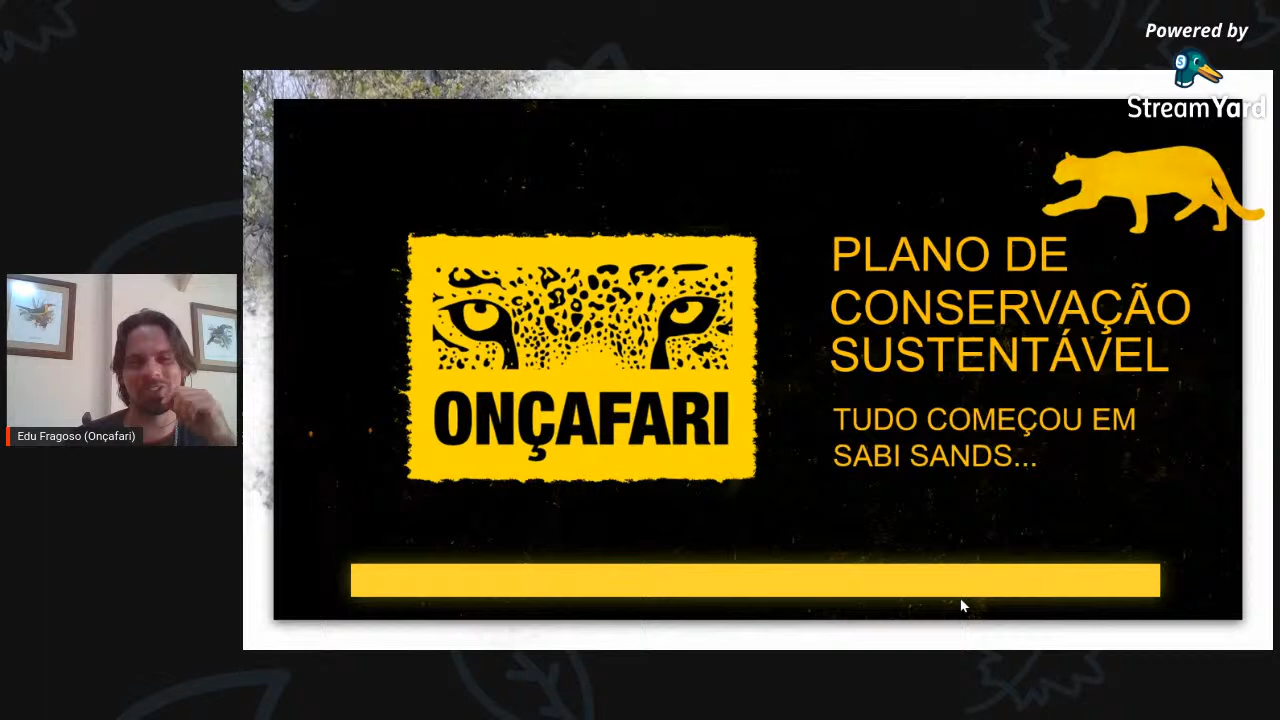 Powered by
StreamYard
PLANO DE
CONSERVAÇÃO
SUSTENTÁVEL
TUDO COMEÇOU EM
SABI SANDS...
ONÇAFARI
Edu Fragoso (Onçafari)